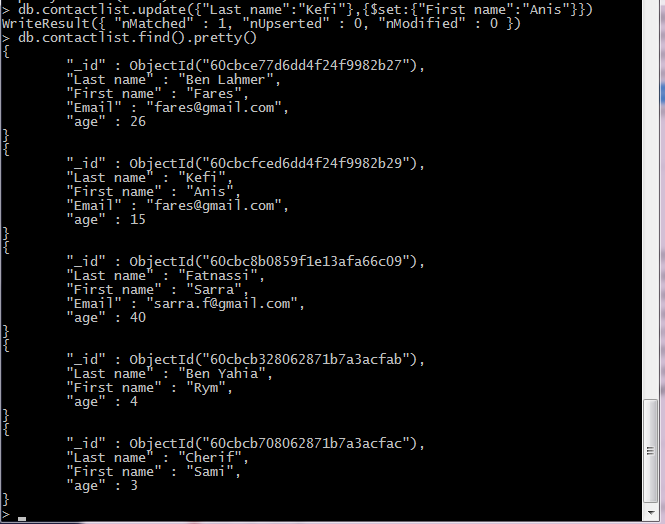 > db.contactlist.update({"Last name":"Kefi"},{$set:{"First name":"Anis"}})
WriteResult({ "nMatched" : 1, "nUpserted" : 0, "nModified" : 0 })
> db.contactlist.find().pretty()
{
        "_id" : ObjectId("60cbce77d6dd4f24f9982b27"),
        "Last name" : "Ben Lahmer",
        "First name" : "Fares",
        "Email" : "fares@gmail.com",
        "age" : 26
}
{
        "_id" : ObjectId("60cbcfced6dd4f24f9982b29"),
        "Last name" : "Kefi",
        "First name" : "Anis",
        "Email" : "fares@gmail.com",
        "age" : 15
}
{
        "_id" : ObjectId("60cbc8b0859f1e13afa66c09"),
        "Last name" : "Fatnassi",
        "First name" : "Sarra",
        "Email" : "sarra.f@gmail.com",
        "age" : 40
}
{
        "_id" : ObjectId("60cbcb328062871b7a3acfab"),
        "Last name" : "Ben Yahia",
        "First name" : "Rym",
        "age" : 4
}
{
        "_id" : ObjectId("60cbcb708062871b7a3acfac"),
        "Last name" : "Cherif",
        "First name" : "Sami",
        "age" : 3
}
>